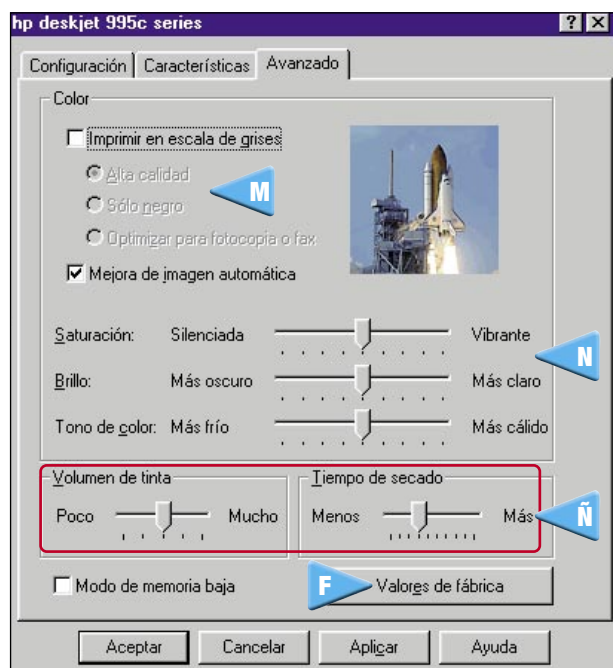 hp deskjet 995c series
Configuración Características Avanzado
Color
Imprimir en escala de grises
Alta calidad
M
Sólo negro
Optimizar para fotocopia o fax
Mejora de imagen automática
Saturación: Silenciada Vibrante
N
Brillo: Más oscuro Más claro
Tono de color: Más frío Más cálido
Volumen de tinta Tiempo de secado
Poco Mucho Menos Más Ñ
Modo de memoria baja F Valores de fábrica
Aceptar Cancelar Aplicar Ayuda